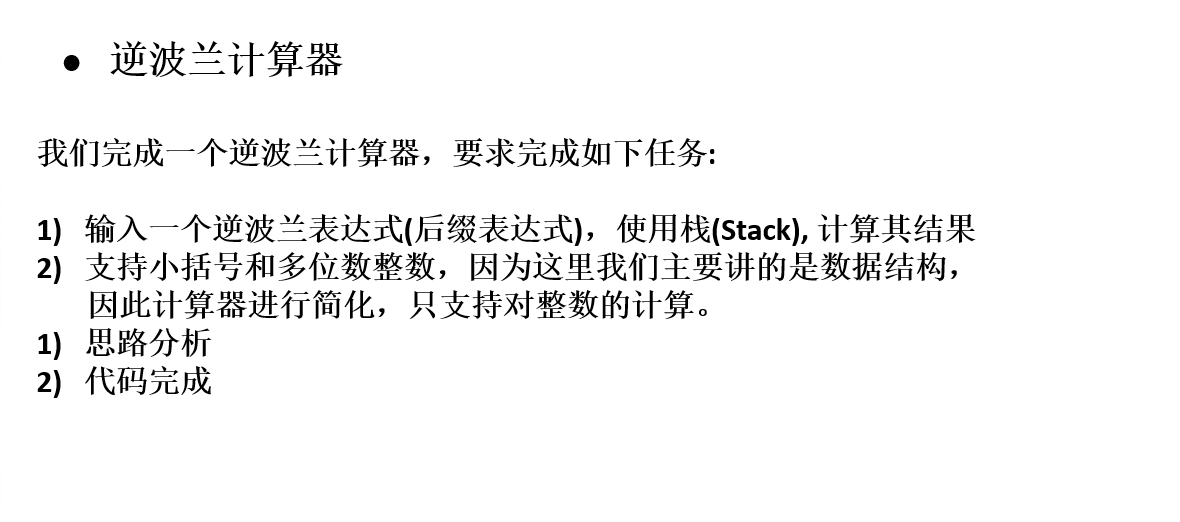 ● 逆波兰计算器
我们完成一个逆波兰计算器，要求完成如下任务:
1) 输入一个逆波兰表达式(后缀表达式)，使用栈(Stack), 计算其结果
2) 支持小括号和多位数整数，因为这里我们主要讲的是数据结构，
因此计算器进行简化，只支持对整数的计算。
1) 思路分析
2) 代码完成